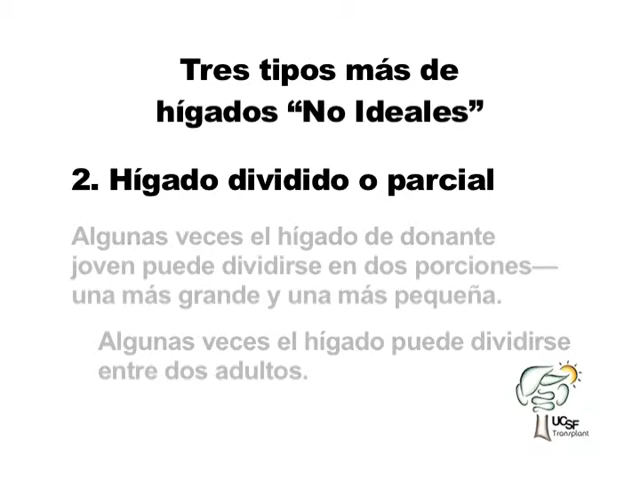 Tres tipos más de
hígados “No Ideales”
2. Hígado dividido o parcial
Algunas veces el hígado de donante
joven puede dividirse en dos porciones—
una más grande y una más pequeña.
Algunas veces el hígado puede dividirse
entre dos adultos.
UCSF
Transplant